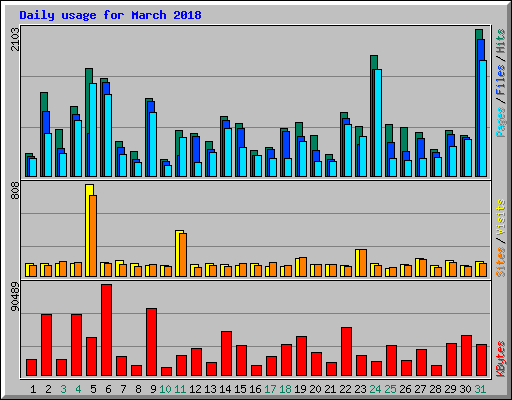 Daily usage for March 2018
2103
Pages / Files / Hits
808
Sites / Visits
90489
KBytes
1 2 3 4 5 6 7 8 9 10 11 12 13 14 15 16 17 18 19 20 21 22 23 24 25 26 27 28 29 30 31